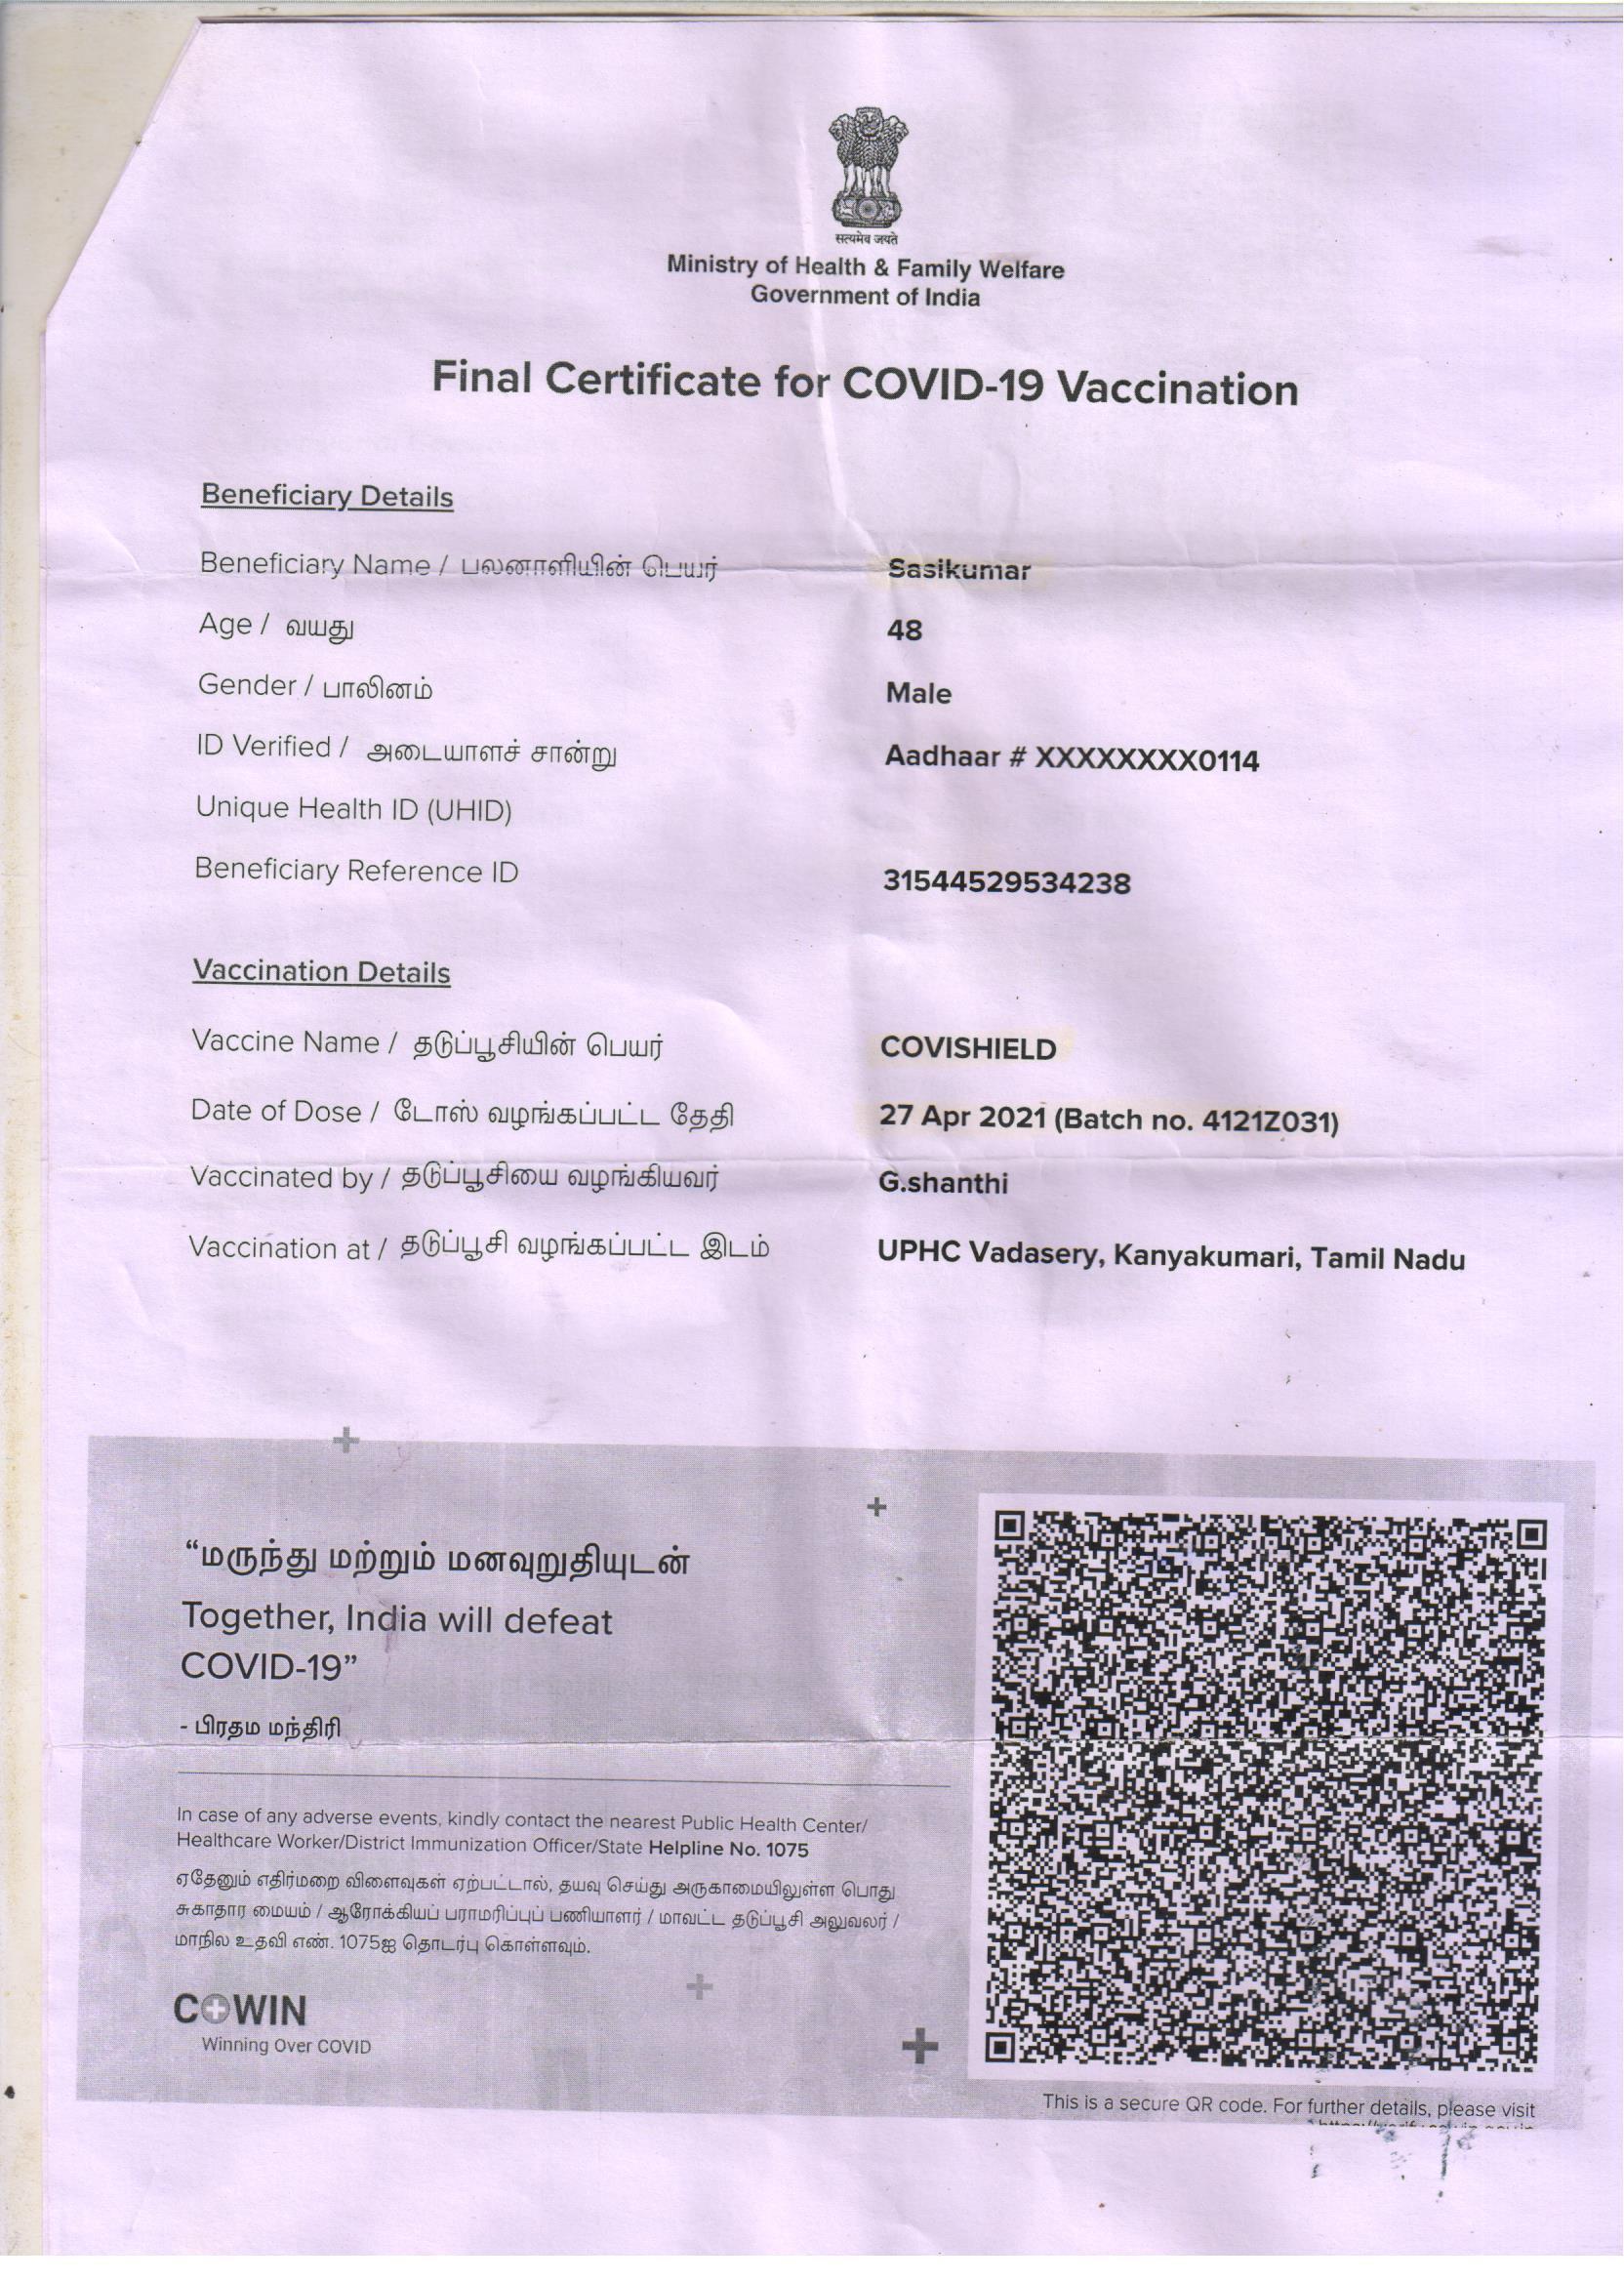 सत्यमेव जयते
Ministry of Health & Family Welfare
Government of India
Final Certificate for COVID-19 Vaccination
Beneficiary Details
Beneficiary Name / பலனாளியின் பெயர் Sasikumar
Age / வயது 48
Gender / பாலினம் Male
ID Verified / அடையாளச் சான்று Aadhaar # XXXXXXXX0114
Unique Health ID (UHID)
Beneficiary Reference ID 31544529534238
Vaccination Details
Vaccine Name / தடுப்பூசியின் பெயர் COVISHIELD
Date of Dose / டோஸ் வழங்கப்பட்ட தேதி 27 Apr 2021 (Batch no. 4121Z031)
Vaccinated by / தடுப்பூசியை வழங்கியவர் G.shanthi
Vaccination at / தடுப்பூசி வழங்கப்பட்ட இடம் UPHC Vadasery, Kanyakumari, Tamil Nadu
“மருந்து மற்றும் மனவுறுதியுடன்
Together, India will defeat
COVID-19”
- பிரதம மந்திரி
In case of any adverse events, kindly contact the nearest Public Health Center/
Healthcare Worker/District Immunization Officer/State Helpline No. 1075
ஏதேனும் எதிர்மறை விளைவுகள் ஏற்பட்டால், தயவு செய்து அருகாமையிலுள்ள பொது
சுகாதார மையம் / ஆரோக்கியப் பராமரிப்புப் பணியாளர் / மாவட்ட தடுப்பூசி அலுவலர் /
மாநில உதவி எண். 1075ஐ தொடர்பு கொள்ளவும்.
COWIN
Winning Over COVID
This is a secure QR code. For further details, please visit